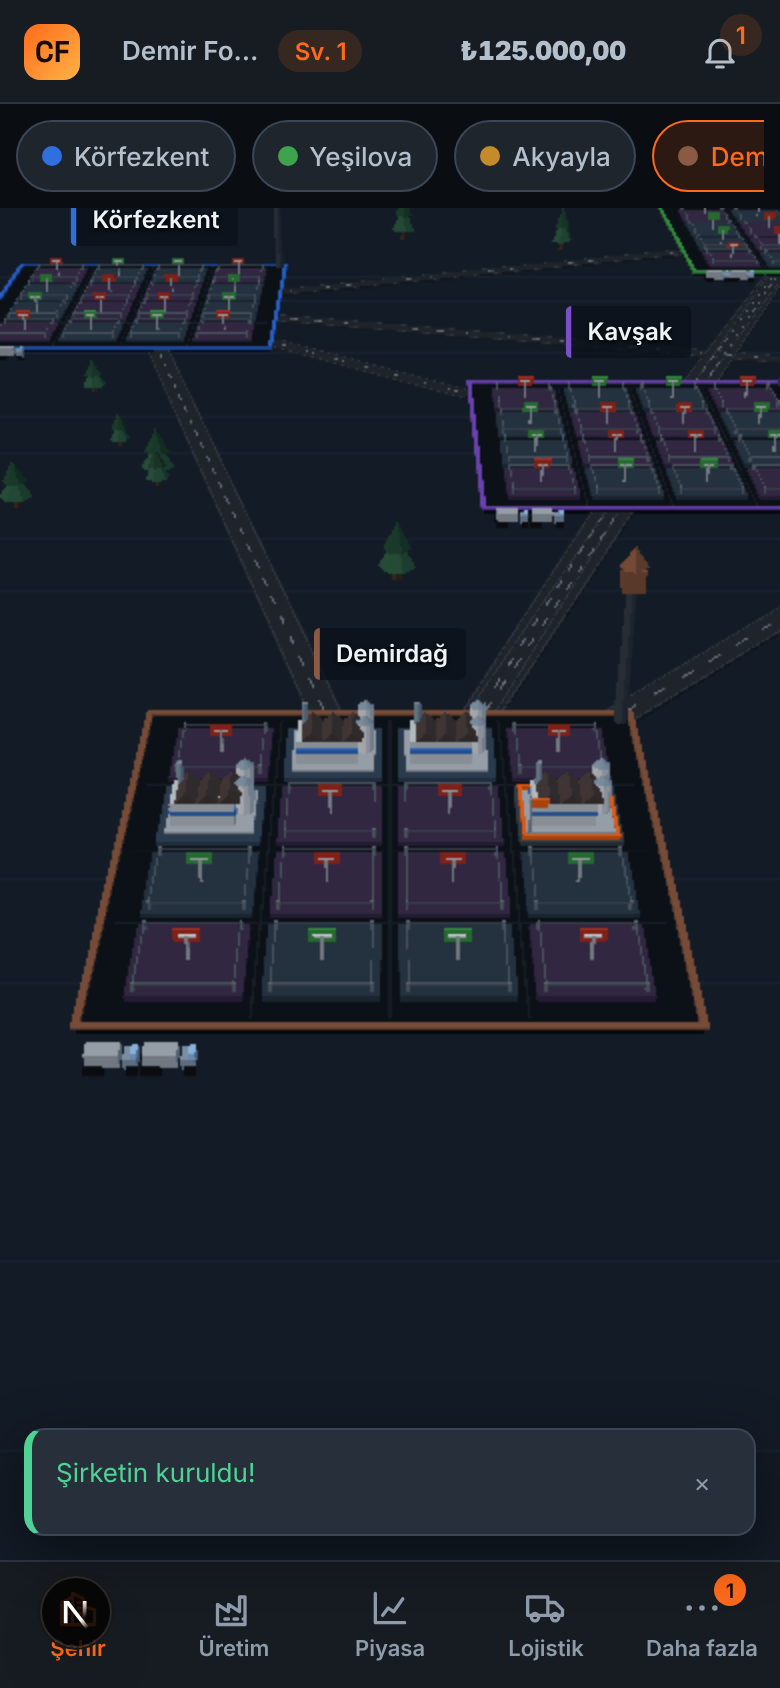 CF
Demir Fo...
Sv. 1
₺125.000,00
1
Körfezkent
Yeşilova
Akyayla
Dem
Körfezkent
Kavşak
Demirdağ
Şirketin kuruldu!
×
N
Şehir
Üretim
Piyasa
Lojistik
Daha fazla
1